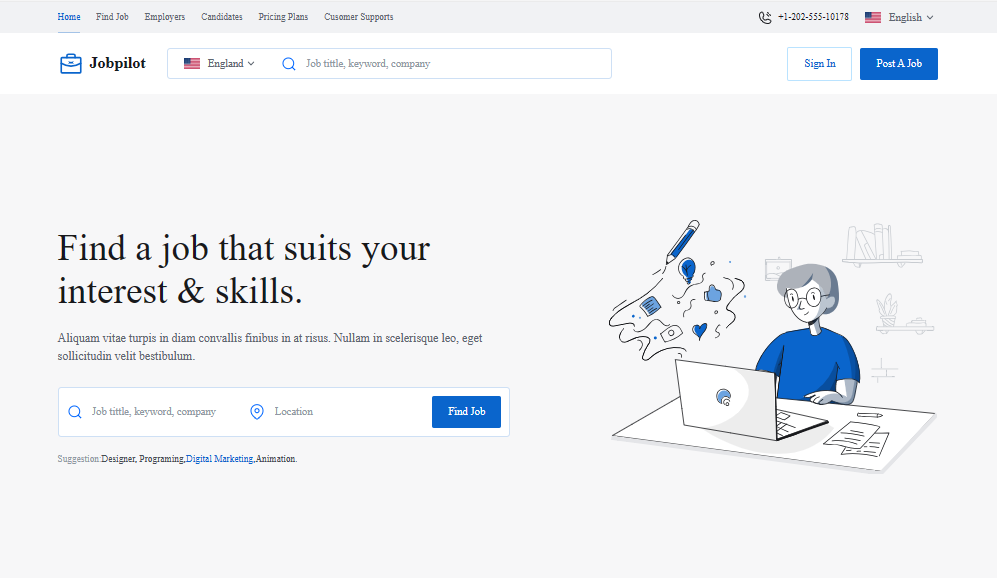 Home Find Job Employers Candidates Pricing Plans Cusomer Supports +1-202-555-10178 English
Jobpilot England Job tittle, keyword, company Sign In Post A Job
Find a job that suits your
interest & skills.
Aliquam vitae turpis in diam convallis finibus in at risus. Nullam in scelerisque leo, eget
sollicitudin velit bestibulum.
Job tittle, keyword, company Location Find Job
Suggestion:Designer, Programing,Digital Marketing,Animation.